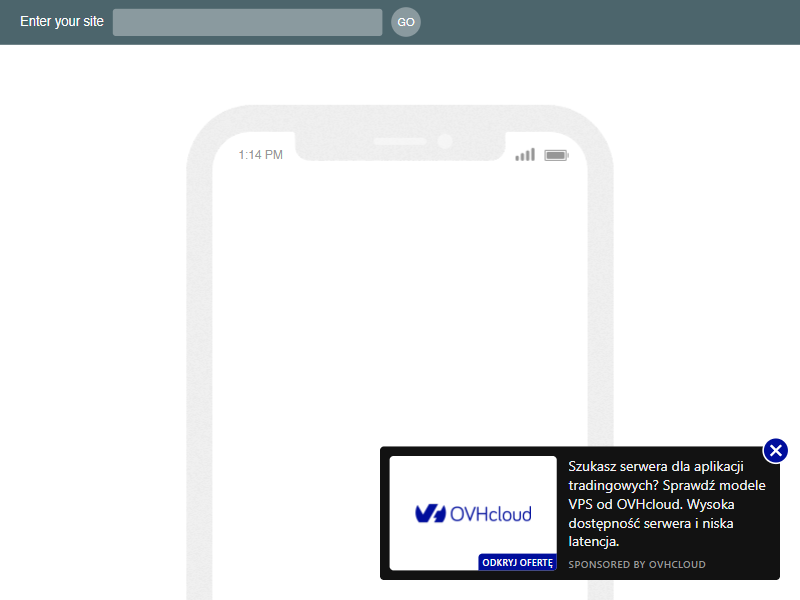 Enter your site
GO
1:14 PM
Szukasz serwera dla aplikacji
tradingowych? Sprawdź modele
VPS od OVHcloud. Wysoka
dostępność serwera i niska
latencja.
OVHcloud
ODKRYJ OFERTĘ
SPONSORED BY OVHCLOUD